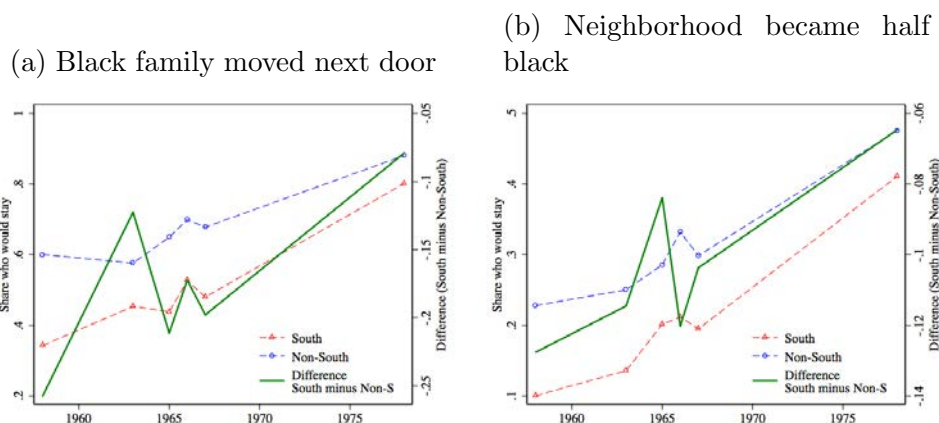 (a) Black family moved next door
(b) Neighborhood became half
black
Share who would stay
.2
.4
.6
.8
1
Difference (South minus Non-South)
-.25
-.2
-.15
-.1
-.05
1960
1965
1970
1975
South
Non-South
Difference
South minus Non-S
Share who would stay
.1
.2
.3
.4
.5
Difference (South minus Non-South)
-.14
-.12
-.1
-.08
-.06
1960
1965
1970
1975
South
Non-South
Difference
South minus Non-S